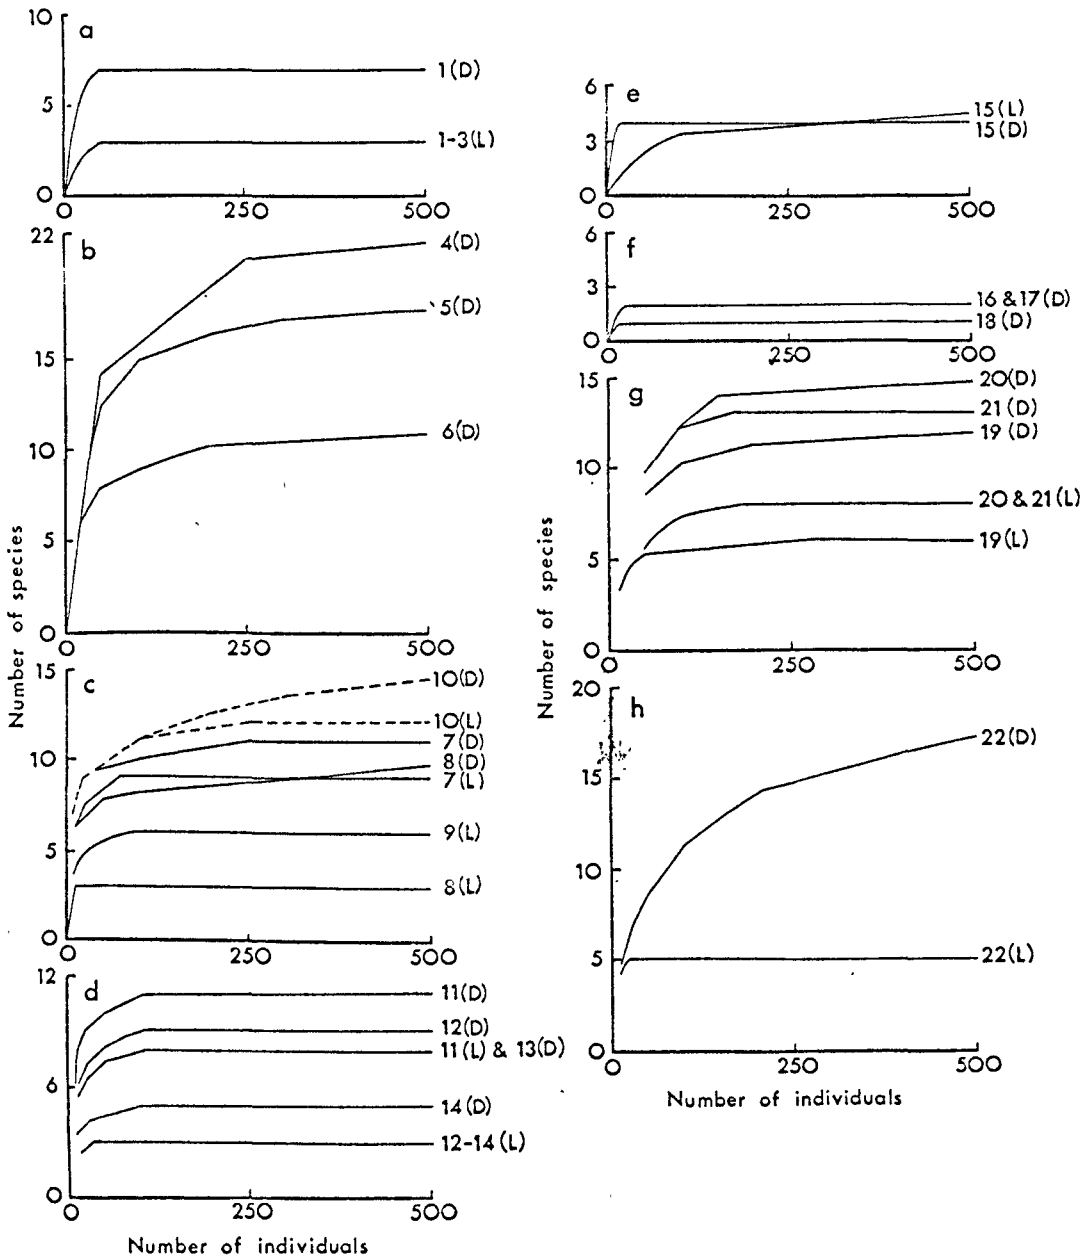 a
10
5
0
0 250 500
1(D)
1-3(L)
b
22
15
10
5
0
0 250 500
4(D)
5(D)
6(D)
Number of species
c
15
10
5
0
0 250 500
10(D)
10(L)
7(D)
8(D)
7(L)
9(L)
8(L)
d
12
6
0
0 250 500
11(D)
12(D)
11(L) & 13(D)
14(D)
12-14 (L)
Number of individuals
e
6
3
0
0 250 500
15(L)
15(D)
f
6
3
0
0 250 500
16 & 17(D)
18(D)
g
15
10
5
0
0 250 500
20(D)
21(D)
19(D)
20 & 21(L)
19(L)
Number of species
h
20
15
10
5
0
0 250 500
22(D)
22(L)
Number of individuals